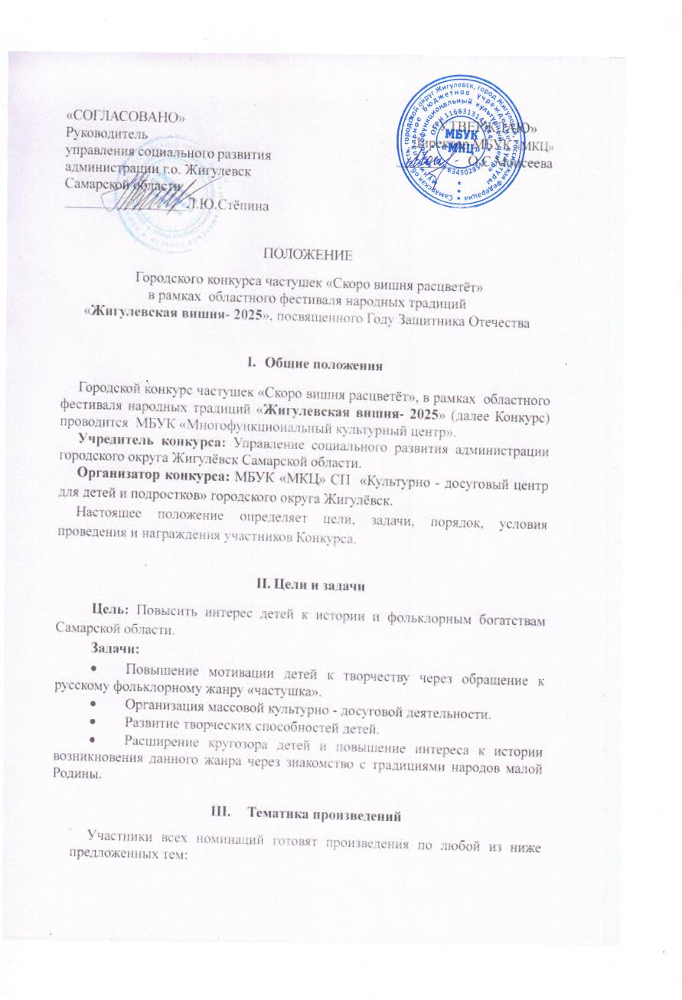 «СОГЛАСОВАНО»
Руководитель
управления социального развития
администрации г.о. Жигулевск
Самарской области
Л.Ю.Стёпина
МБУК
«МКЦ»
Директор МБУК «МКЦ»
О.С.Моисеева
ПОЛОЖЕНИЕ
Городского конкурса частушек «Скоро вишня расцветёт»
в рамках областного фестиваля народных традиций
«Жигулевская вишня- 2025», посвященного Году Защитника Отечества
I. Общие положения
Городской конкурс частушек «Скоро вишня расцветёт», в рамках областного
фестиваля народных традиций «Жигулевская вишня- 2025» (далее Конкурс)
проводится МБУК «Многофункциональный культурный центр».
Учредитель конкурса: Управление социального развития администрации
городского округа Жигулёвск Самарской области.
Организатор конкурса: МБУК «МКЦ» СП «Культурно - досуговый центр
для детей и подростков» городского округа Жигулёвск.
Настоящее положение определяет цели, задачи, порядок, условия
проведения и награждения участников Конкурса.
II. Цели и задачи
Цель: Повысить интерес детей к истории и фольклорным богатствам
Самарской области.
Задачи:
• Повышение мотивации детей к творчеству через обращение к
русскому фольклорному жанру «частушка».
• Организация массовой культурно - досуговой деятельности.
• Развитие творческих способностей детей.
• Расширение кругозора детей и повышение интереса к истории
возникновения данного жанра через знакомство с традициями народов малой
Родины.
III. Тематика произведений
Участники всех номинаций готовят произведения по любой из ниже
предложенных тем: